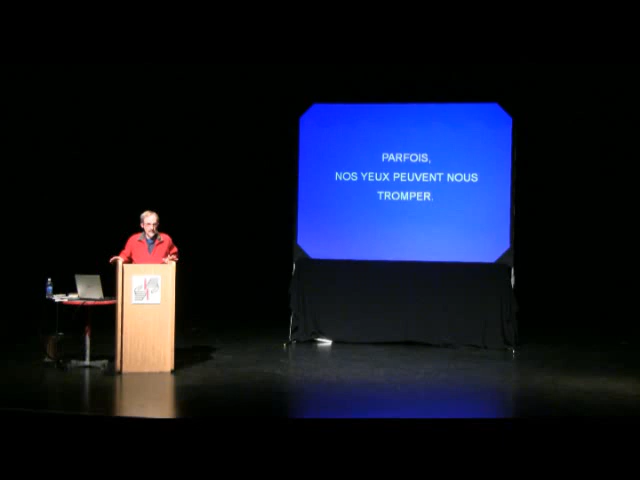 PARFOIS,
NOS YEUX PEUVENT NOUS
TROMPER.